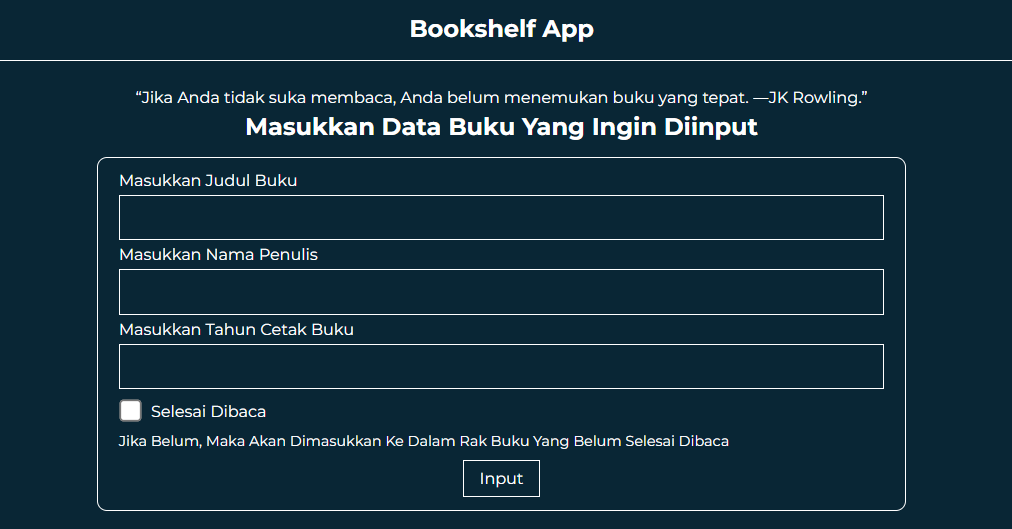 Bookshelf App
“Jika Anda tidak suka membaca, Anda belum menemukan buku yang tepat. —JK Rowling.”
Masukkan Data Buku Yang Ingin Diinput
Masukkan Judul Buku
Masukkan Nama Penulis
Masukkan Tahun Cetak Buku
Selesai Dibaca
Jika Belum, Maka Akan Dimasukkan Ke Dalam Rak Buku Yang Belum Selesai Dibaca
Input